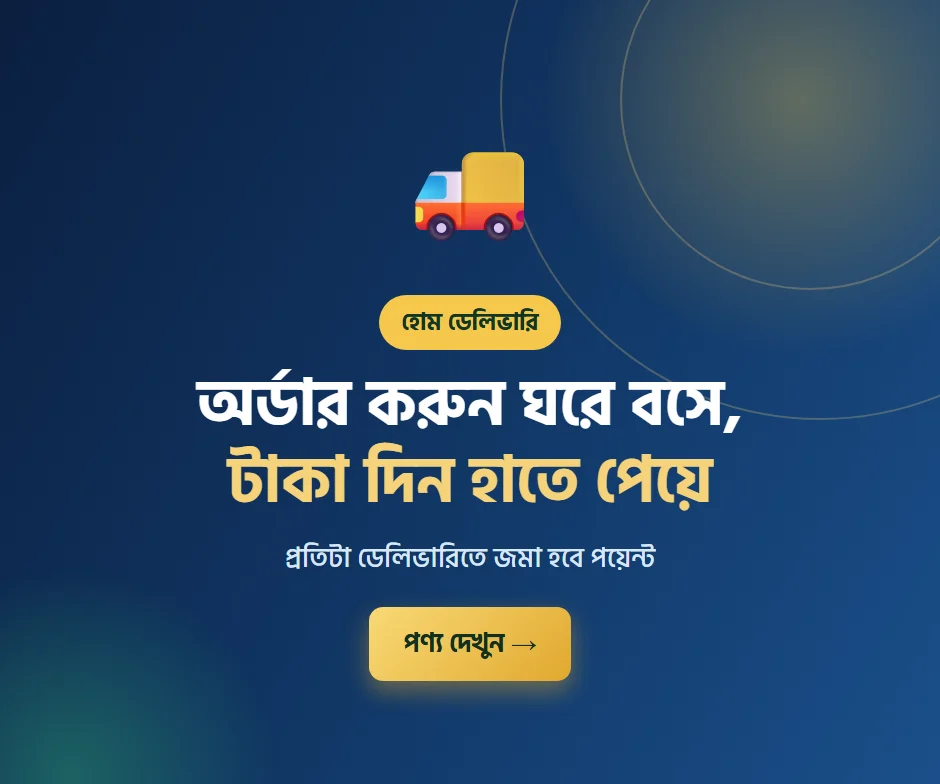 হোম ডেলিভারি
অর্ডার করুন ঘরে বসে,
টাকা দিন হাতে পেয়ে
প্রতিটা ডেলিভারিতে জমা হবে পয়েন্ট
পণ্য দেখুন →